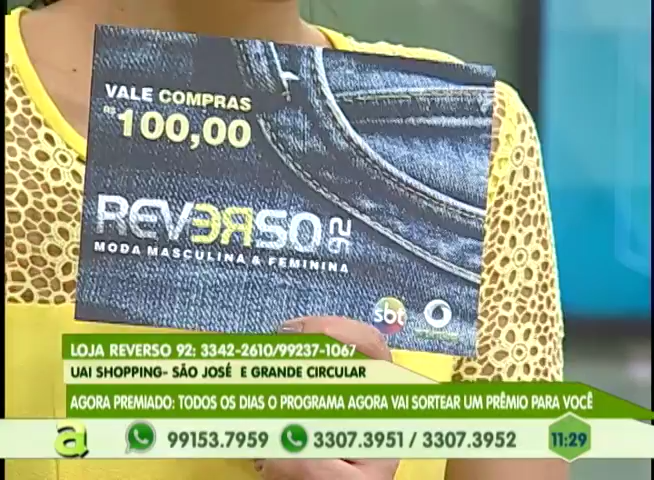 VALE COMPRAS
R$ 100,00
REVERSO 92
MODA MASCULINA & FEMININA
sbt
LOJA REVERSO 92: 3342-2610/99237-1067
UAI SHOPPING- SÃO JOSÉ E GRANDE CIRCULAR
AGORA PREMIADO: TODOS OS DIAS O PROGRAMA AGORA VAI SORTEAR UM PRÊMIO PARA VOCÊ
a 99153.7959 3307.3951 / 3307.3952 11:29